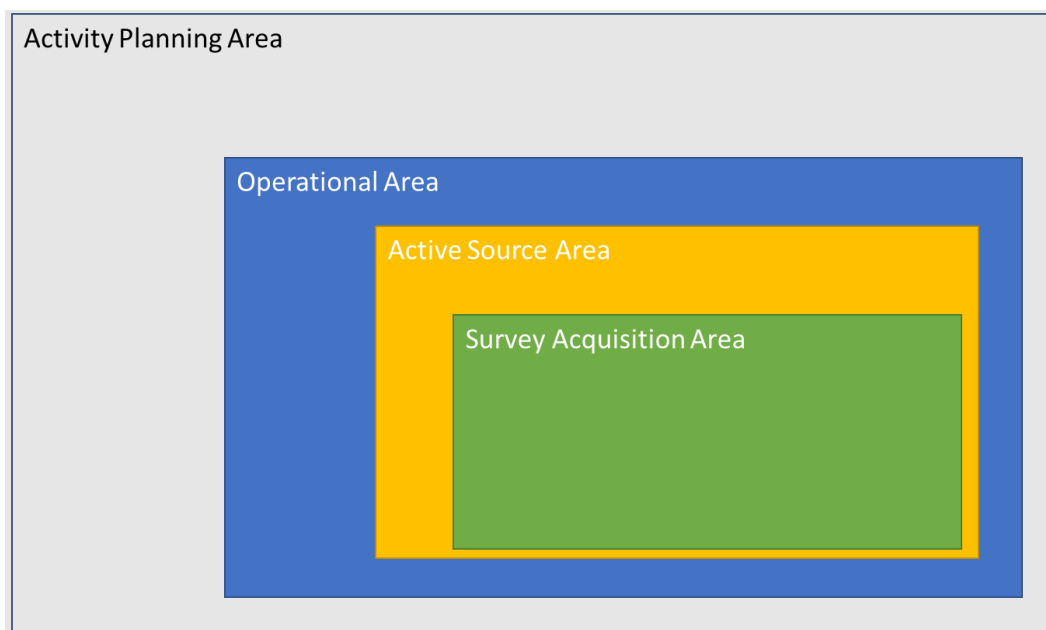 Activity Planning Area
Operational Area
Active Source Area
Survey Acquisition Area